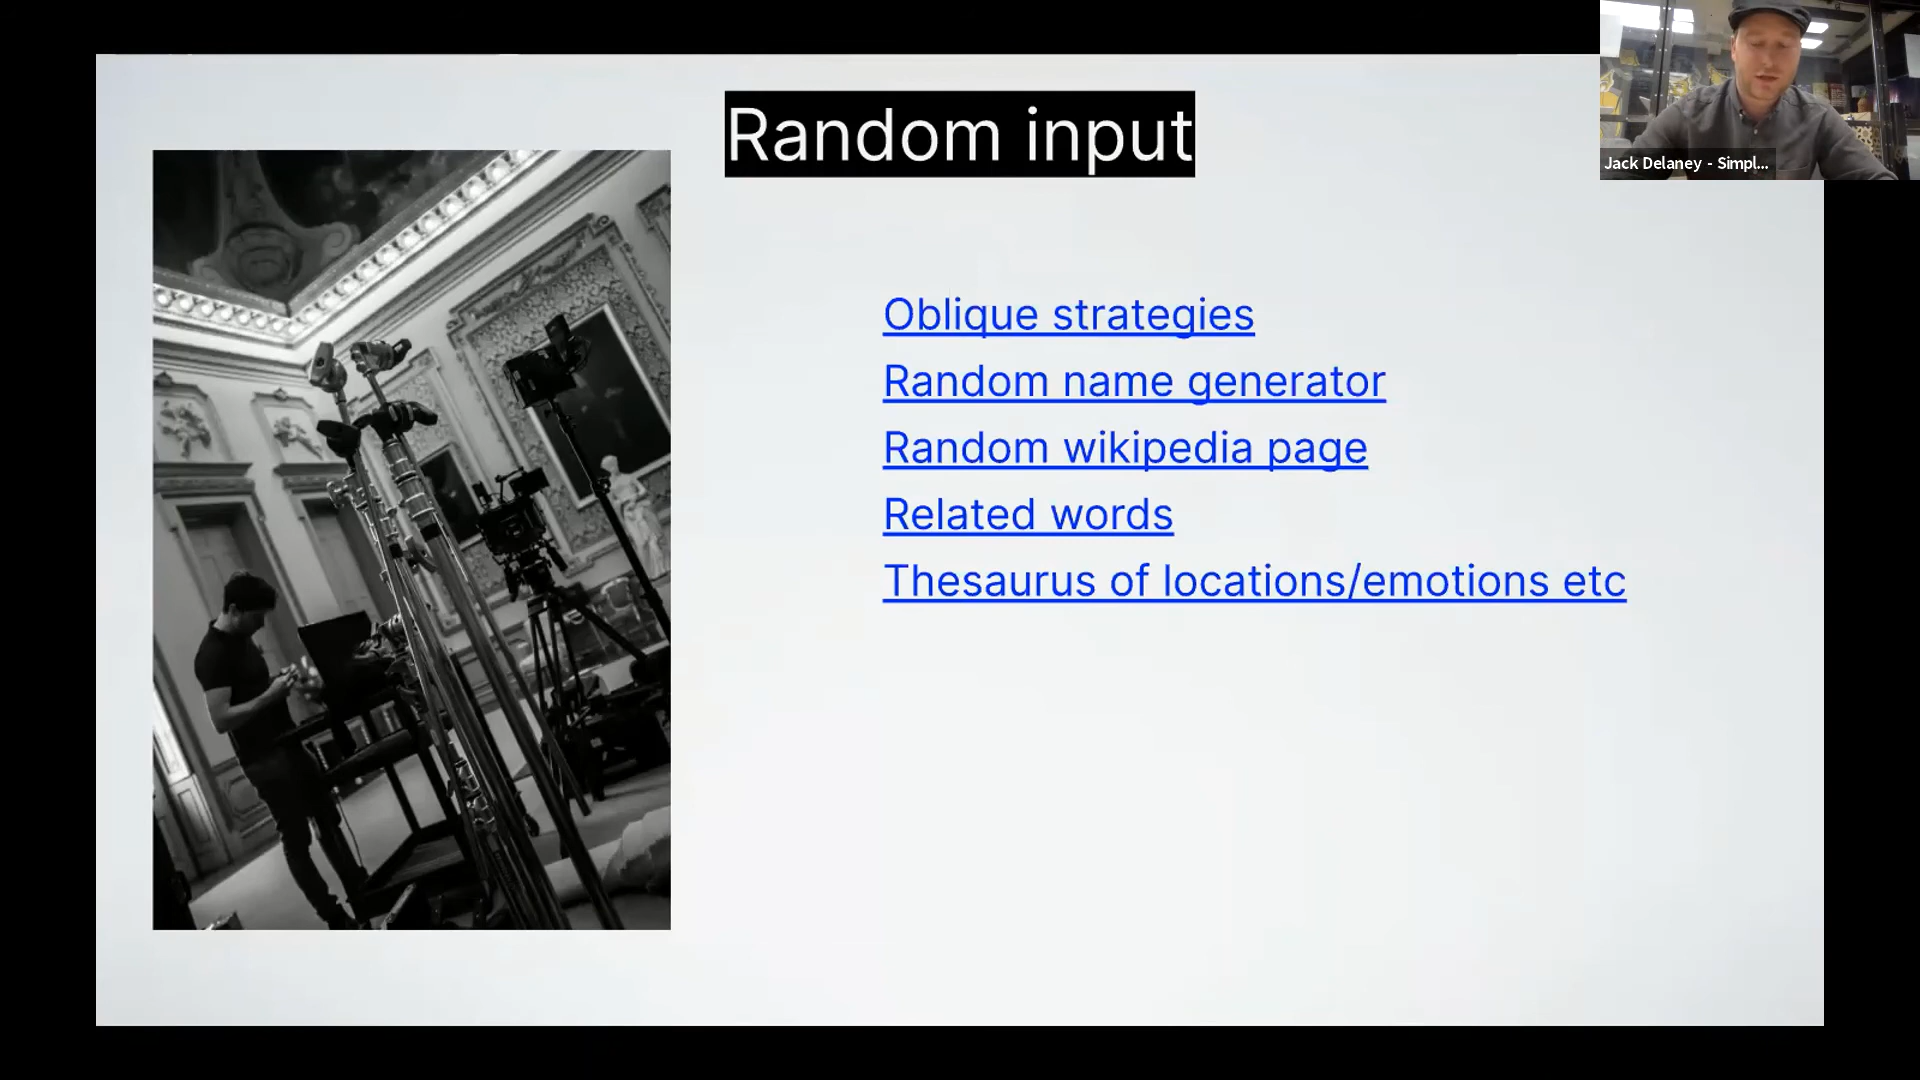 Random input
Jack Delaney - Simpl...
Oblique strategies
Random name generator
Random wikipedia page
Related words
Thesaurus of locations/emotions etc